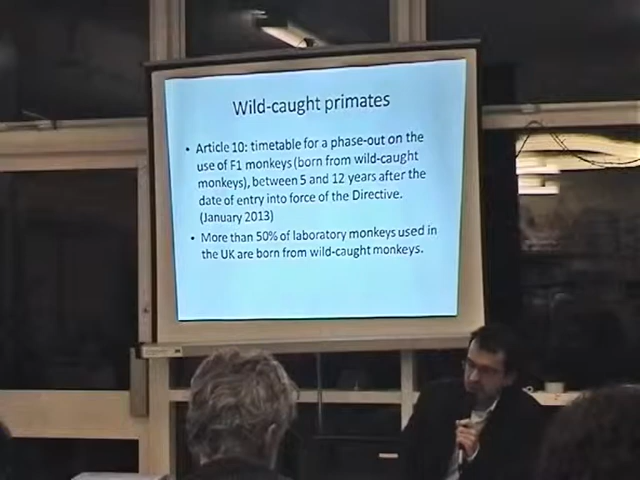 Wild-caught primates
• Article 10: timetable for a phase-out on the
use of F1 monkeys (born from wild-caught
monkeys), between 5 and 12 years after the
date of entry into force of the Directive.
(January 2013)
• More than 50% of laboratory monkeys used in
the UK are born from wild-caught monkeys.